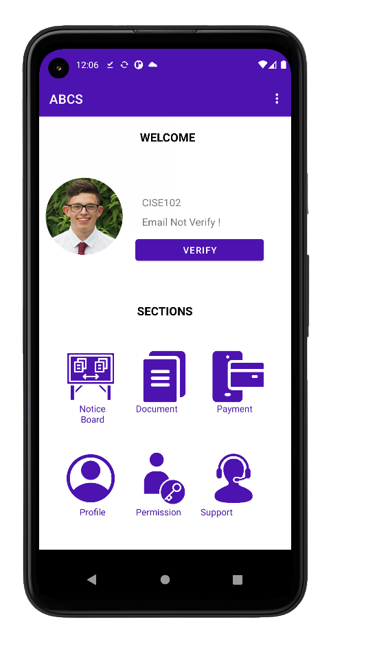 12:06
ABCS
WELCOME
CISE102
Email Not Verify !
VERIFY
SECTIONS
Notice Board
Document
Payment
Profile
Permission
Support